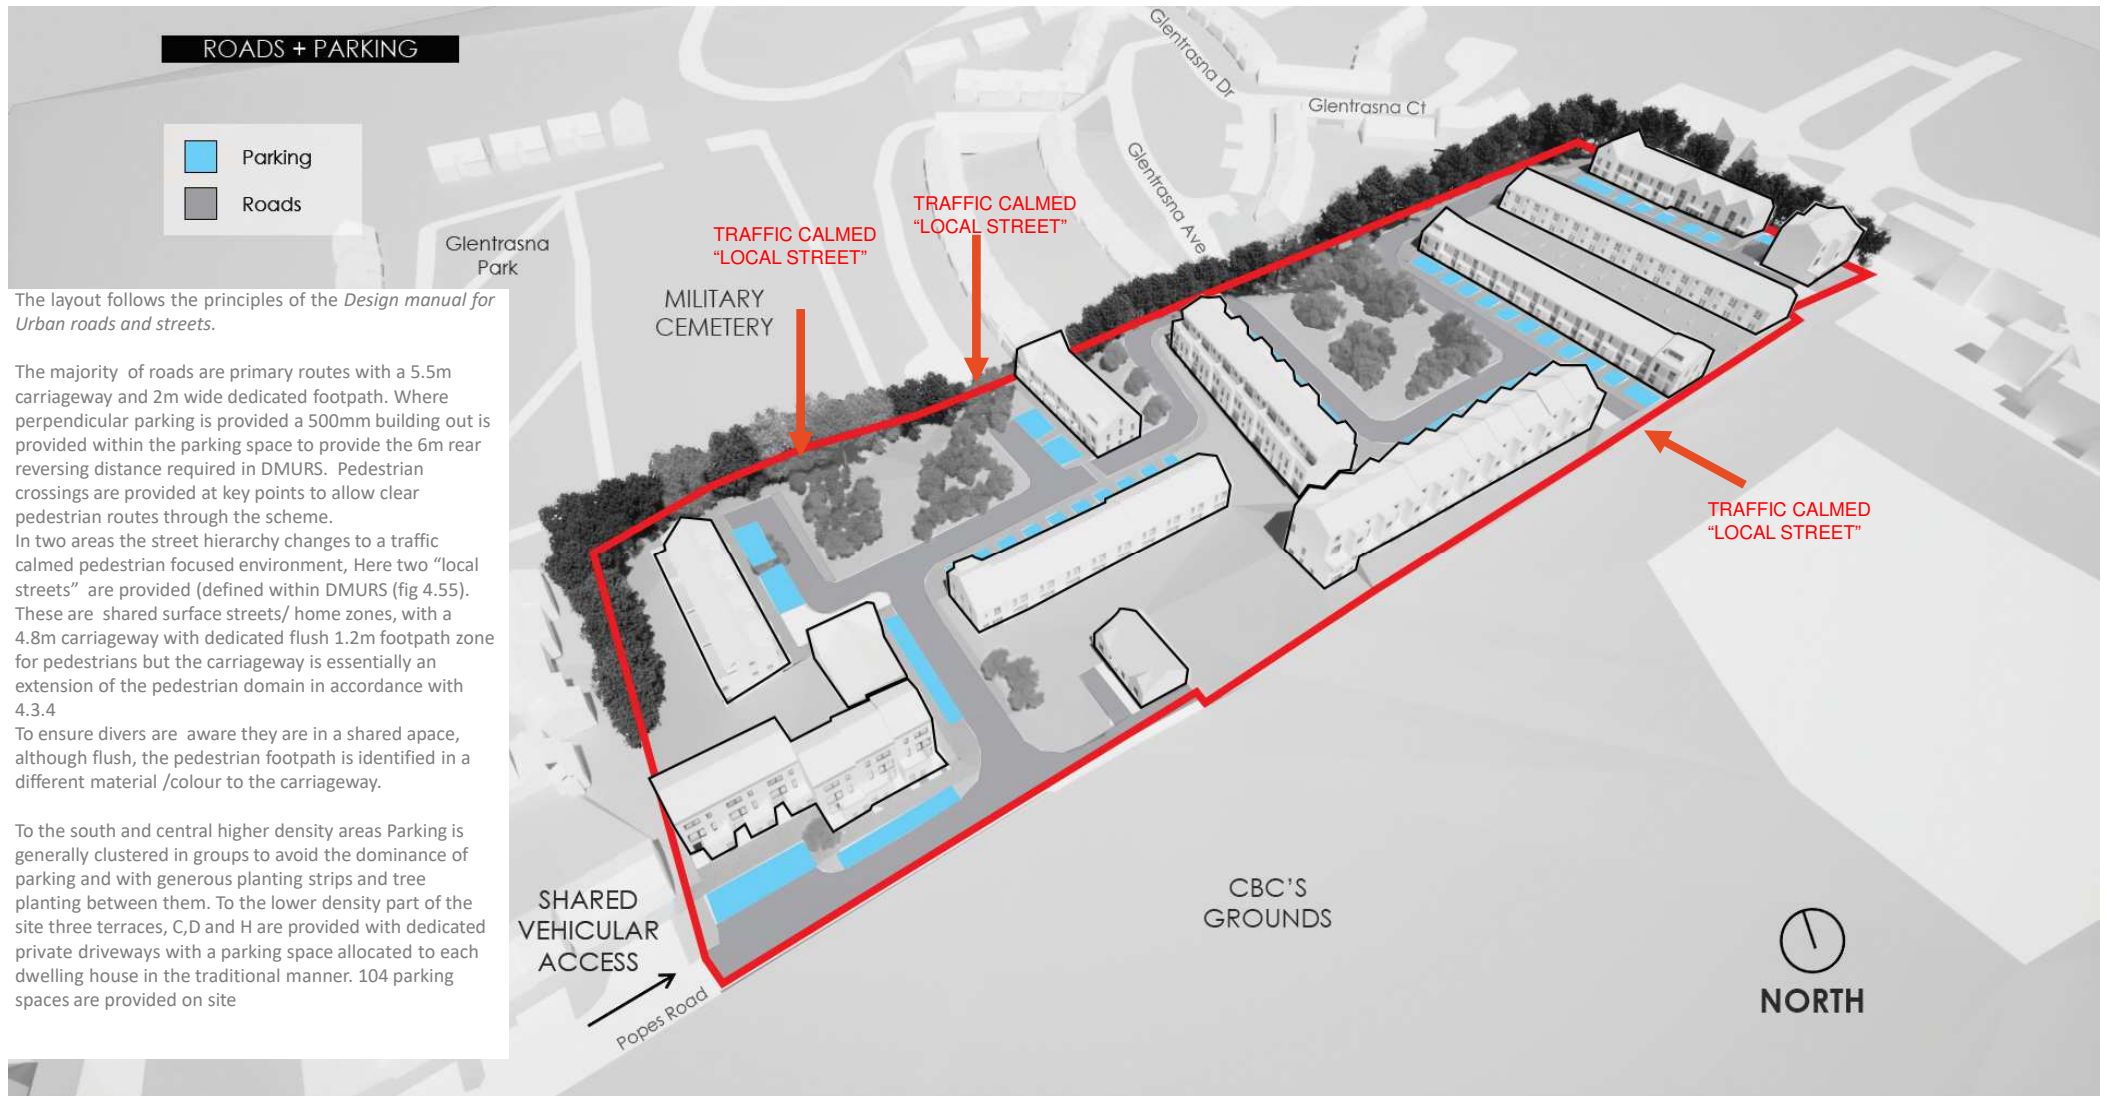 ROADS + PARKING
Parking
Roads
Glentrasna Dr
Glentrasna Ct
Glentrasna Ave
TRAFFIC CALMED
“LOCAL STREET”
TRAFFIC CALMED
“LOCAL STREET”
Glentrasna
Park
MILITARY
CEMETERY
The layout follows the principles of the Design manual for
Urban roads and streets.
The majority of roads are primary routes with a 5.5m
carriageway and 2m wide dedicated footpath. Where
perpendicular parking is provided a 500mm building out is
provided within the parking space to provide the 6m rear
reversing distance required in DMURS. Pedestrian
crossings are provided at key points to allow clear
pedestrian routes through the scheme.
In two areas the street hierarchy changes to a traffic
calmed pedestrian focused environment, Here two “local
streets” are provided (defined within DMURS (fig 4.55).
These are shared surface streets/ home zones, with a
4.8m carriageway with dedicated flush 1.2m footpath zone
for pedestrians but the carriageway is essentially an
extension of the pedestrian domain in accordance with
4.3.4
To ensure divers are aware they are in a shared apace,
although flush, the pedestrian footpath is identified in a
different material /colour to the carriageway.
To the south and central higher density areas Parking is
generally clustered in groups to avoid the dominance of
parking and with generous planting strips and tree
planting between them. To the lower density part of the
site three terraces, C,D and H are provided with dedicated
private driveways with a parking space allocated to each
dwelling house in the traditional manner. 104 parking
spaces are provided on site
TRAFFIC CALMED
“LOCAL STREET”
SHARED
VEHICULAR
ACCESS
Popes Road
CBC'S
GROUNDS
NORTH